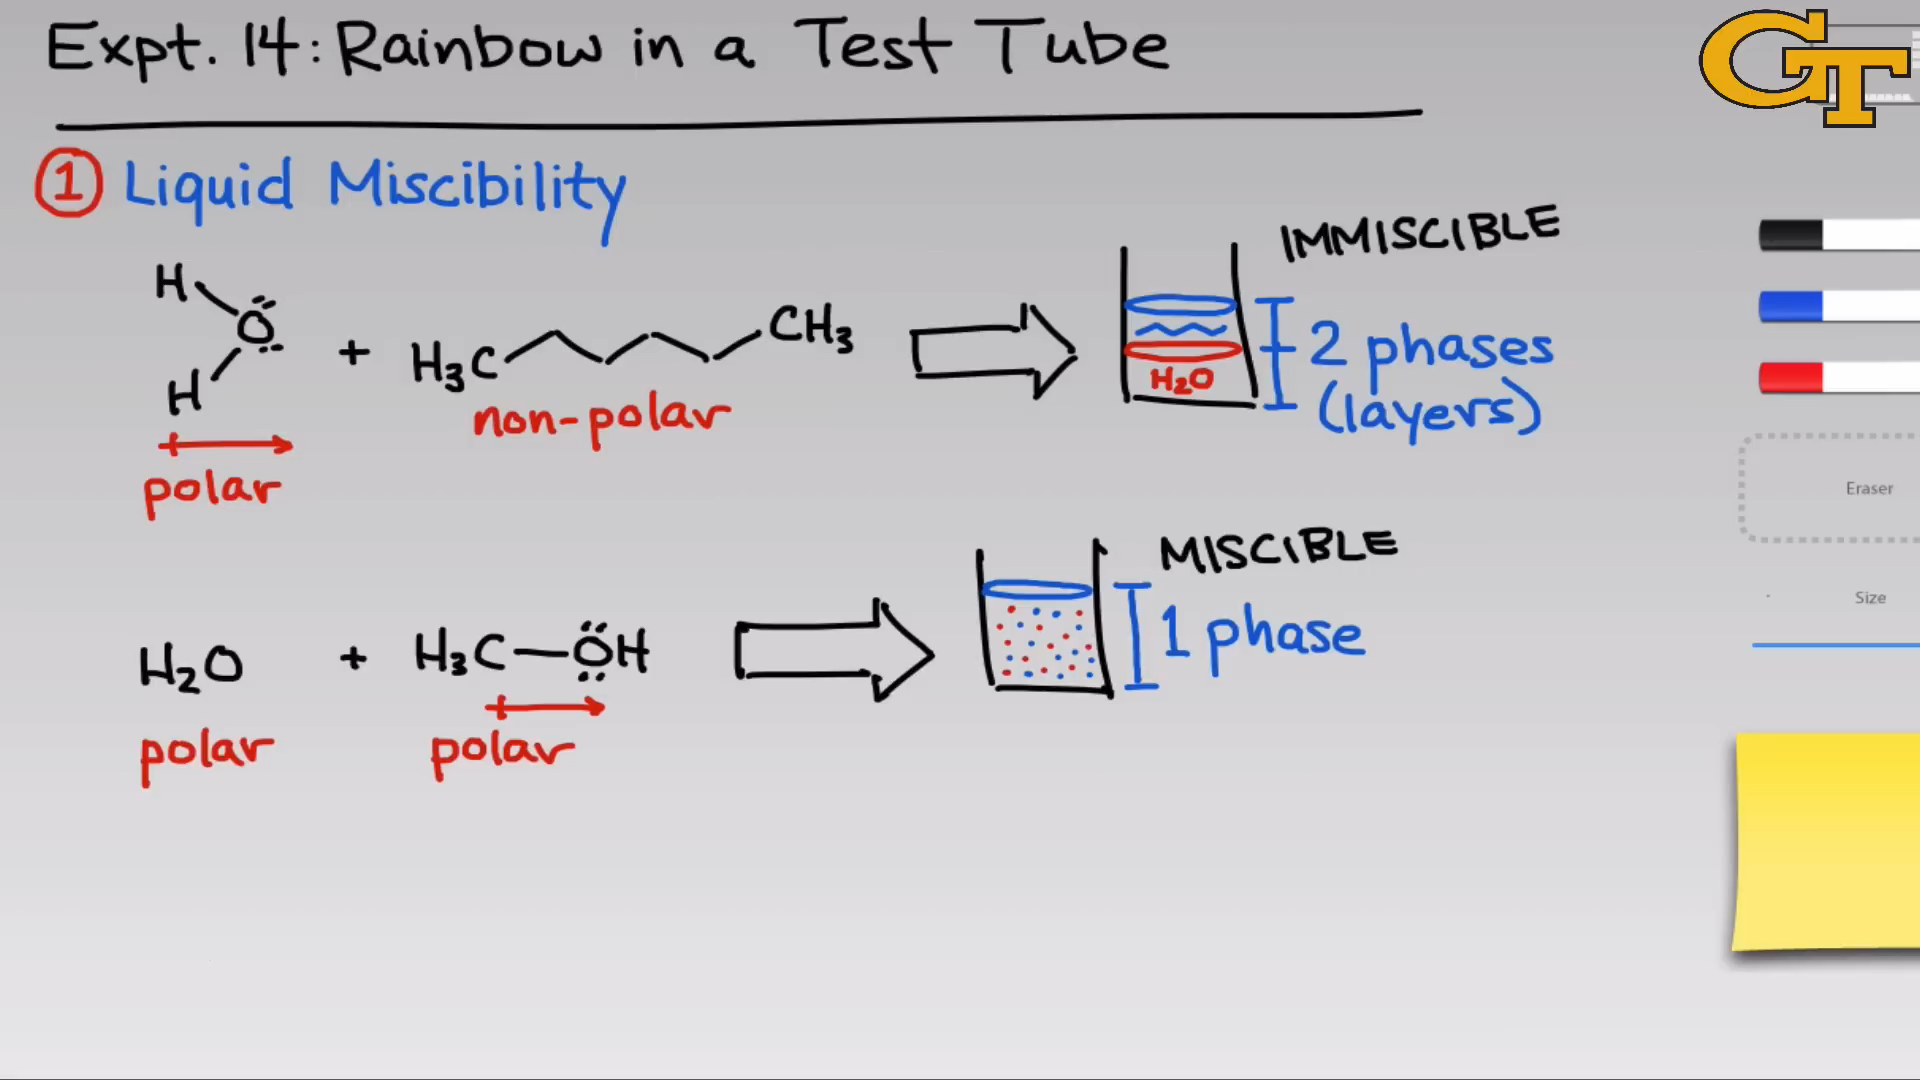 Expt. 14: Rainbow in a Test Tube
GT
1 Liquid Miscibility
IMMISCIBLE
H
O
H
+
H₃C
CH₃
H₂O
2 phases
(layers)
polar
non-polar
Eraser
MISCIBLE
Size
H₂O + H₃C—OH
1 phase
polar
polar